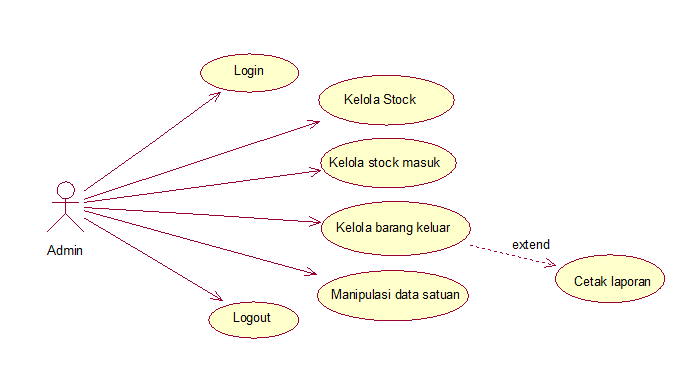 Login
Kelola Stock
Kelola stock masuk
Kelola barang keluar
extend
Admin
Cetak laporan
Manipulasi data satuan
Logout